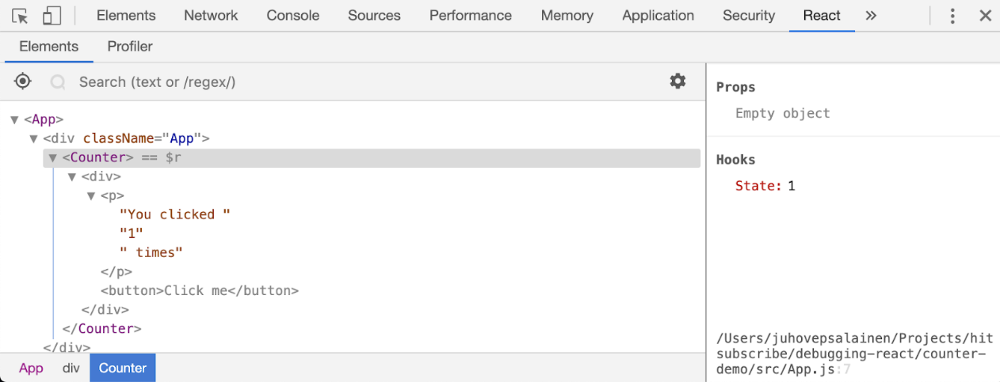 Elements Network Console Sources Performance Memory Application Security React »
Elements Profiler
Search (text or /regex/)
<App>
<div className="App">
<Counter> == $r
<div>
<p>
"You clicked "
"1"
" times"
</p>
<button>Click me</button>
</div>
</Counter>
</div>
App div Counter
Props
Empty object
Hooks
State: 1
/Users/juhovepsalainen/Projects/hit
subscribe/debugging-react/counter-
demo/src/App.js:7